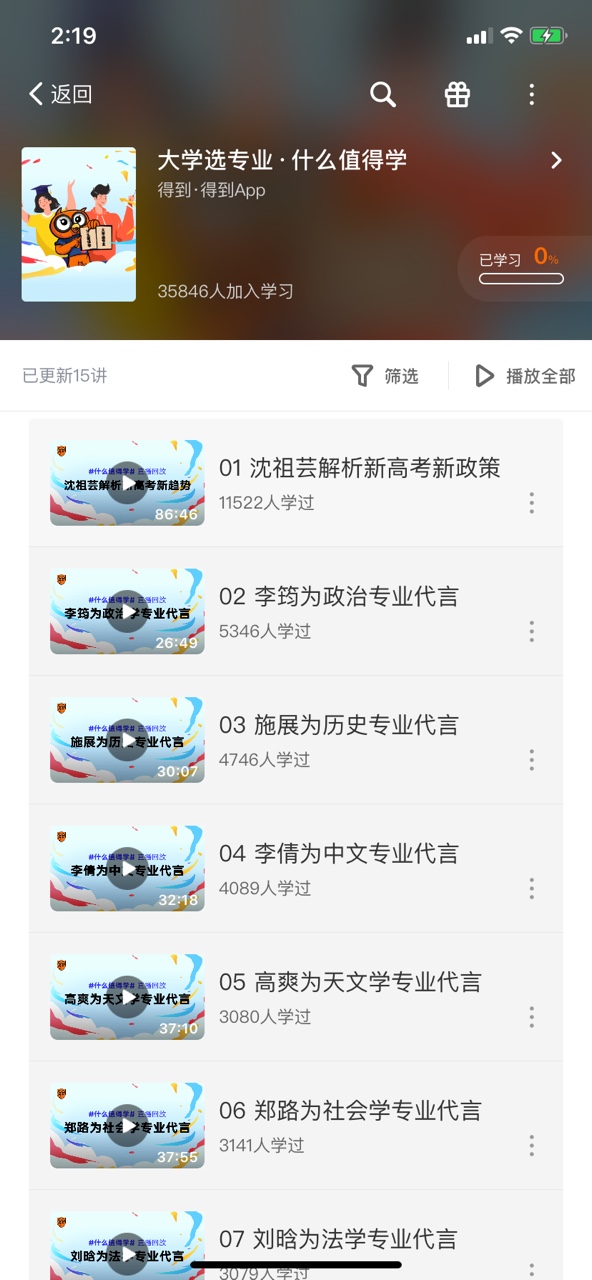 2:19
返回
大学选专业·什么值得学
得到·得到App
35846人加入学习
已学习 0%
已更新15讲
筛选
播放全部
#什么值得学# 直播回放
沈祖芸解析新高考新趋势
86:46
01 沈祖芸解析新高考新政策
11522人学过
#什么值得学# 直播回放
李筠为政治学专业代言
26:49
02 李筠为政治专业代言
5346人学过
#什么值得学# 直播回放
施展为历史专业代言
30:07
03 施展为历史专业代言
4746人学过
#什么值得学# 直播回放
李倩为中文专业代言
32:18
04 李倩为中文专业代言
4089人学过
#什么值得学# 直播回放
高爽为天文学专业代言
37:10
05 高爽为天文学专业代言
3080人学过
#什么值得学# 直播回放
郑路为社会学专业代言
37:55
06 郑路为社会学专业代言
3141人学过
#什么值得学# 直播回放
刘晗为法学专业代言
07 刘晗为法学专业代言
3079人学过